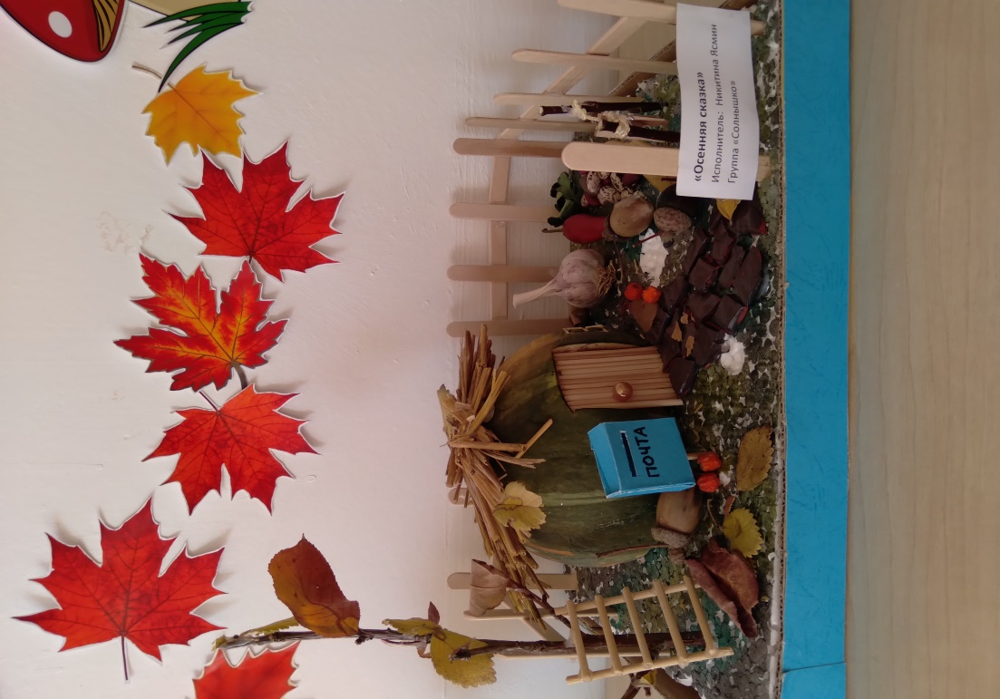 «Осенняя сказка»
Исполнитель: Никитина Ясмин
Группа «Солнышко»
ПОЧТА